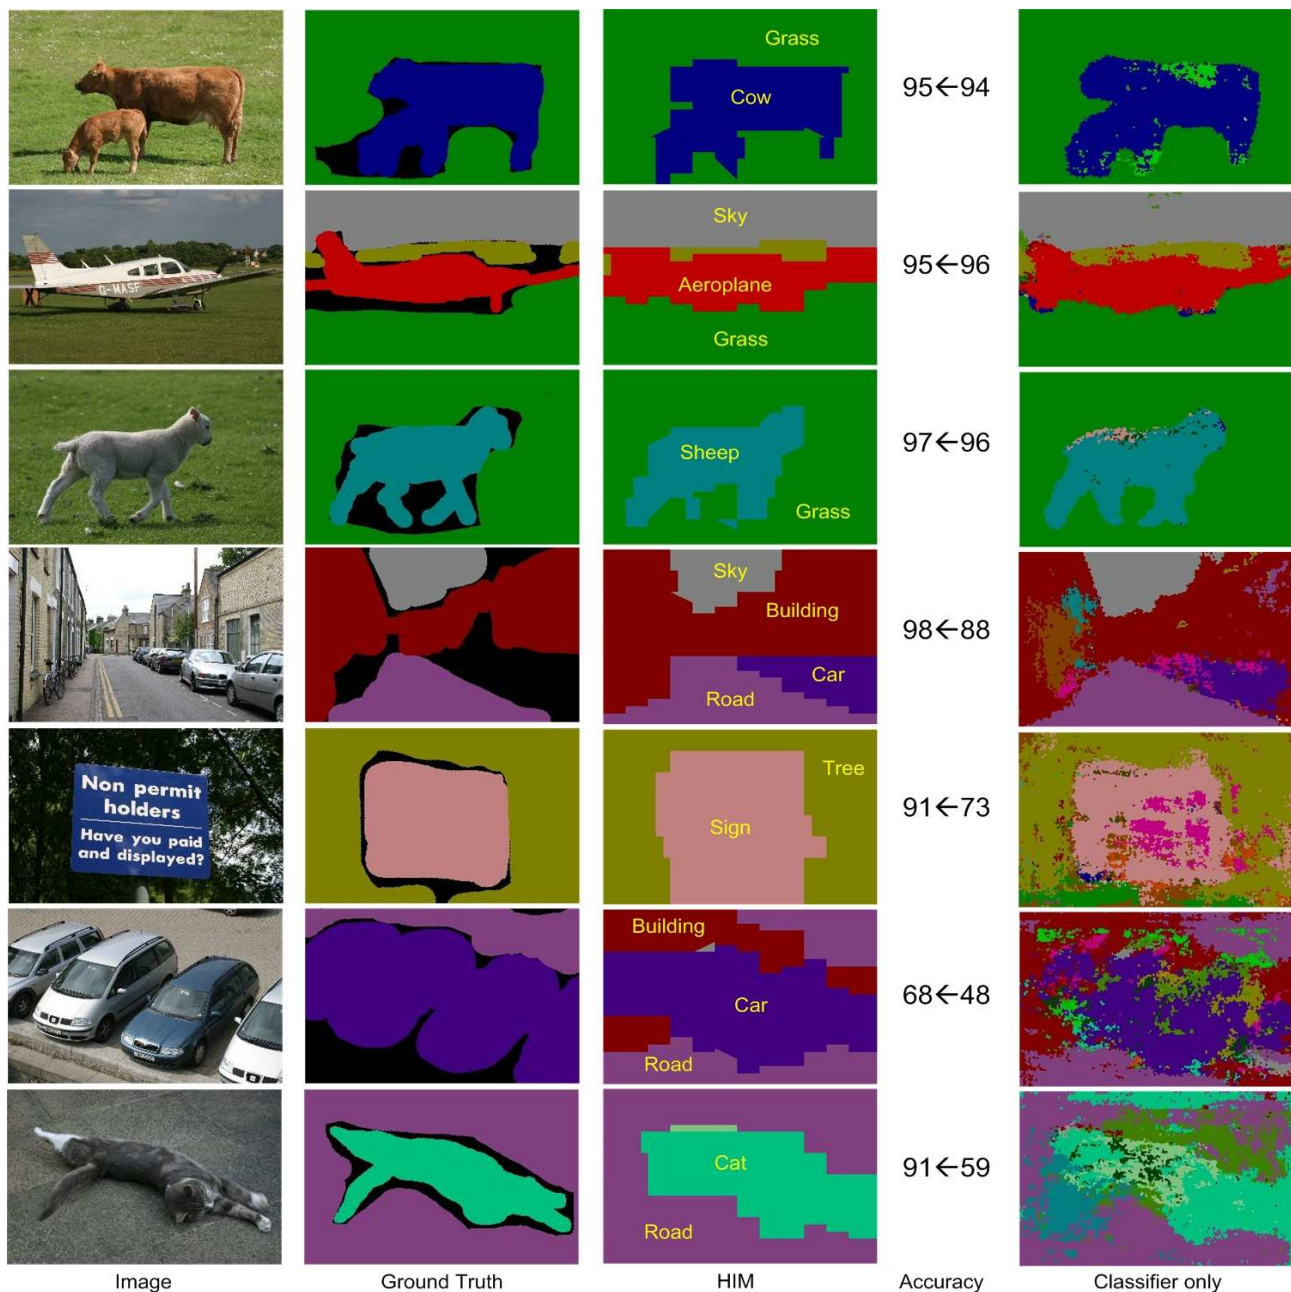 Grass
Cow
95←94
G-MASF
Sky
Aeroplane
Grass
95←96
Sheep
Grass
97←96
Sky
Building
Car
Road
98←88
Non permit
holders
Have you paid
and displayed?
Tree
Sign
91←73
Building
Car
Road
68←48
Cat
Road
91←59
Image Ground Truth HIM Accuracy Classifier only